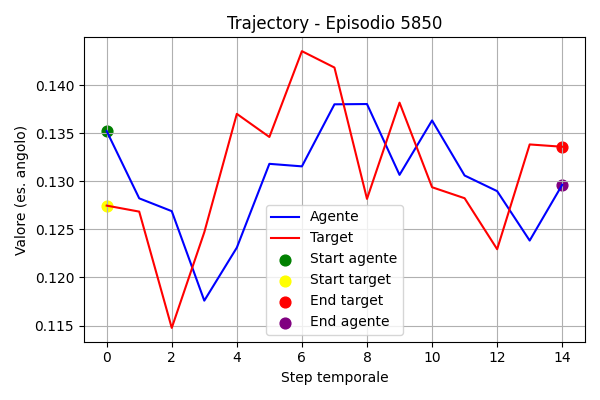 Trajectory - Episodio 5850
Valore (es. angolo)
0.140
0.135
0.130
0.125
0.120
0.115
Agente
Target
Start agente
Start target
End target
End agente
0 2 4 6 8 10 12 14
Step temporale